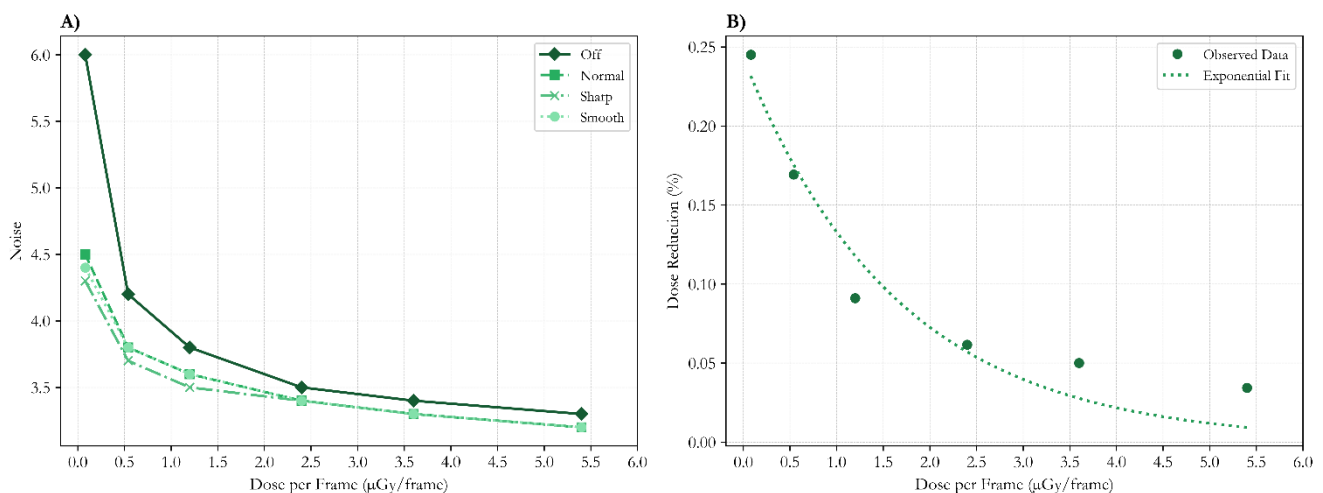 A)
6.0
5.5
5.0
4.5
4.0
3.5
Noise
Off
Normal
Sharp
Smooth
0.0 0.5 1.0 1.5 2.0 2.5 3.0 3.5 4.0 4.5 5.0 5.5 6.0
Dose per Frame (μGy/frame)
B)
0.25
0.20
0.15
0.10
0.05
0.00
Dose Reduction (%)
Observed Data
Exponential Fit
0.0 0.5 1.0 1.5 2.0 2.5 3.0 3.5 4.0 4.5 5.0 5.5 6.0
Dose per Frame (μGy/frame)